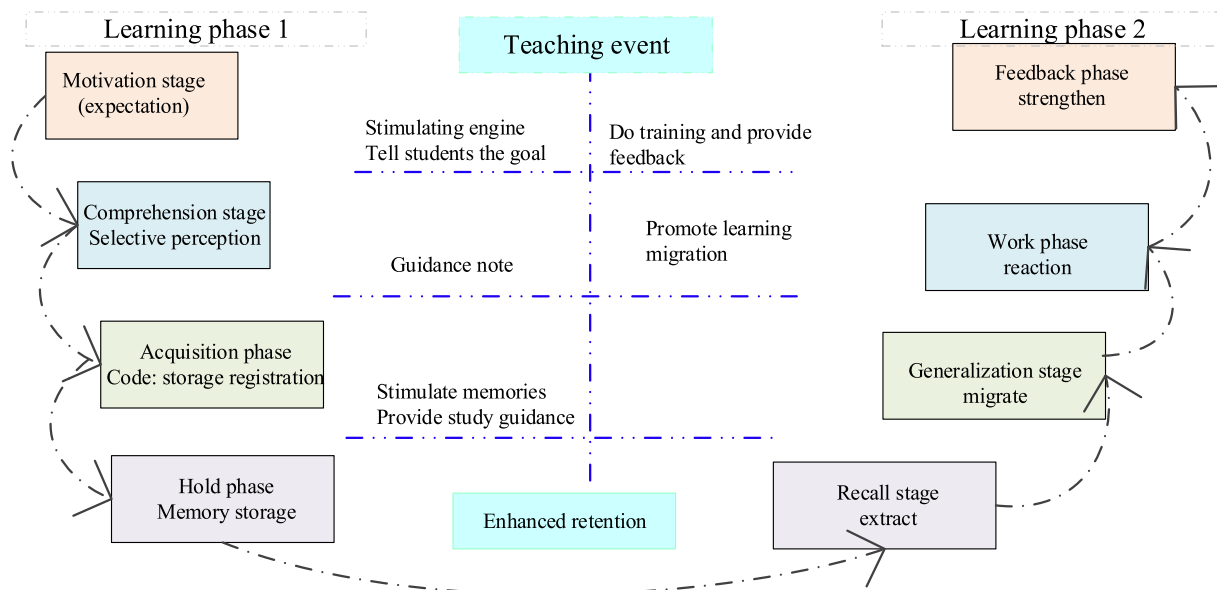 Learning phase 1
Motivation stage
(expectation)
Comprehension stage
Selective perception
Acquisition phase
Code: storage registration
Hold phase
Memory storage
Teaching event
Stimulating engine
Tell students the goal
Do training and provide
feedback
Guidance note
Promote learning
migration
Stimulate memories
Provide study guidance
Enhanced retention
Learning phase 2
Feedback phase
strengthen
Work phase
reaction
Generalization stage
migrate
Recall stage
extract